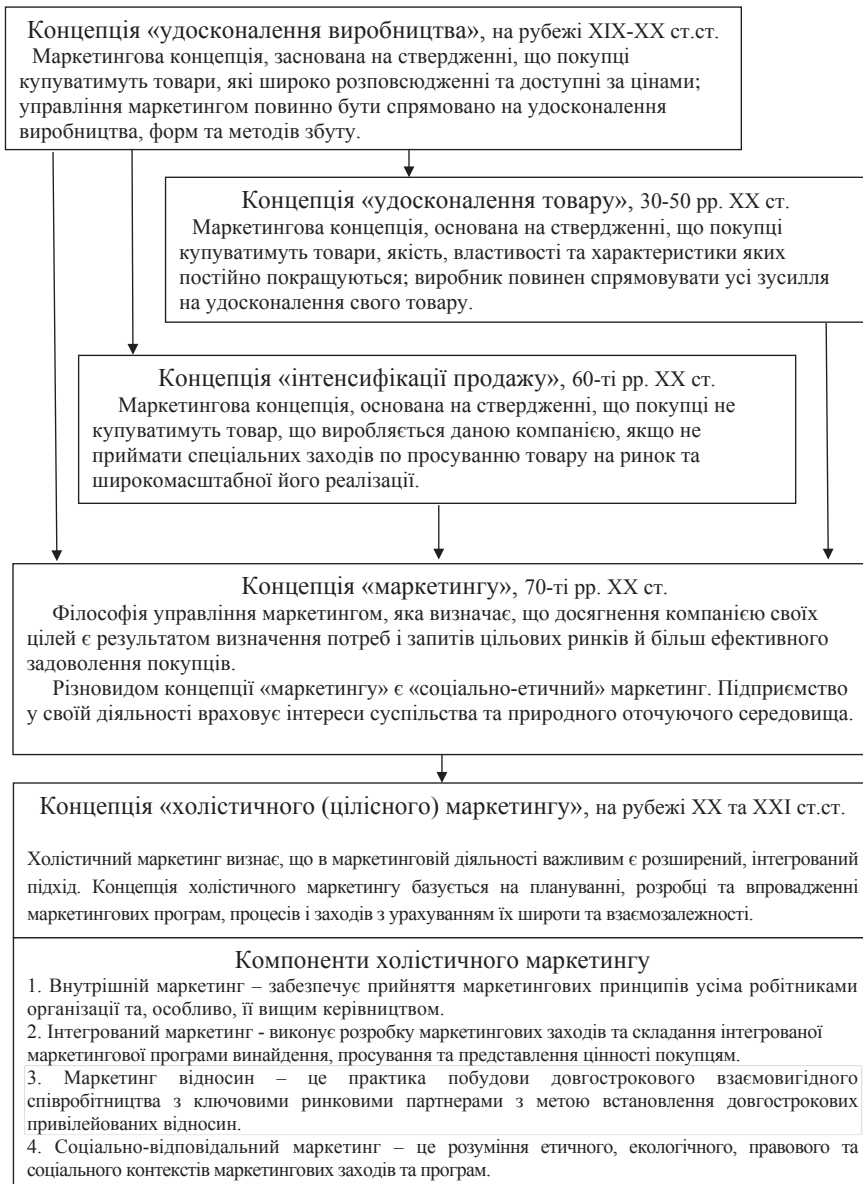 Концепція «удосконалення виробництва», на рубежі XIX-XX ст.ст.
Маркетингова концепція, заснована на ствердженні, що покупці
купуватимуть товари, які широко розповсюдженні та доступні за цінами;
управління маркетингом повинно бути спрямовано на удосконалення
виробництва, форм та методів збуту.
Концепція «удосконалення товару», 30-50 рр. XX ст.
Маркетингова концепція, основана на ствердженні, що покупці
купуватимуть товари, якість, властивості та характеристики яких
постійно покращуються; виробник повинен спрямовувати усі зусилля
на удосконалення свого товару.
Концепція «інтенсифікації продажу», 60-ті рр. XX ст.
Маркетингова концепція, основана на ствердженні, що покупці не
купуватимуть товар, що виробляється даною компанією, якщо не
приймати спеціальних заходів по просуванню товару на ринок та
широкомасштабної його реалізації.
Концепція «маркетингу», 70-ті рр. XX ст.
Філософія управління маркетингом, яка визначає, що досягнення компанією своїх
цілей є результатом визначення потреб і запитів цільових ринків й більш ефективного
задоволення покупців.
Різновидом концепції «маркетингу» є «соціально-етичний» маркетинг. Підприємство
у своїй діяльності враховує інтереси суспільства та природного оточуючого середовища.
Концепція «холістичного (цілісного) маркетингу», на рубежі XX та XXI ст.ст.
Холістичний маркетинг визнає, що в маркетинговій діяльності важливим є розширений, інтегрований
підхід. Концепція холістичного маркетингу базується на плануванні, розробці та впровадженні
маркетингових програм, процесів і заходів з урахуванням їх широти та взаємозалежності.
Компоненти холістичного маркетингу
1. Внутрішній маркетинг – забезпечує прийняття маркетингових принципів усіма робітниками
організації та, особливо, її вищим керівництвом.
2. Інтегрований маркетинг - виконує розробку маркетингових заходів та складання інтегрованої
маркетингової програми винайдення, просування та представлення цінності покупцям.
3. Маркетинг відносин – це практика побудови довгострокового взаємовигідного
співробітництва з ключовими ринковими партнерами з метою встановлення довгострокових
привілейованих відносин.
4. Соціально-відповідальний маркетинг – це розуміння етичного, екологічного, правового та
соціального контекстів маркетингових заходів та програм.